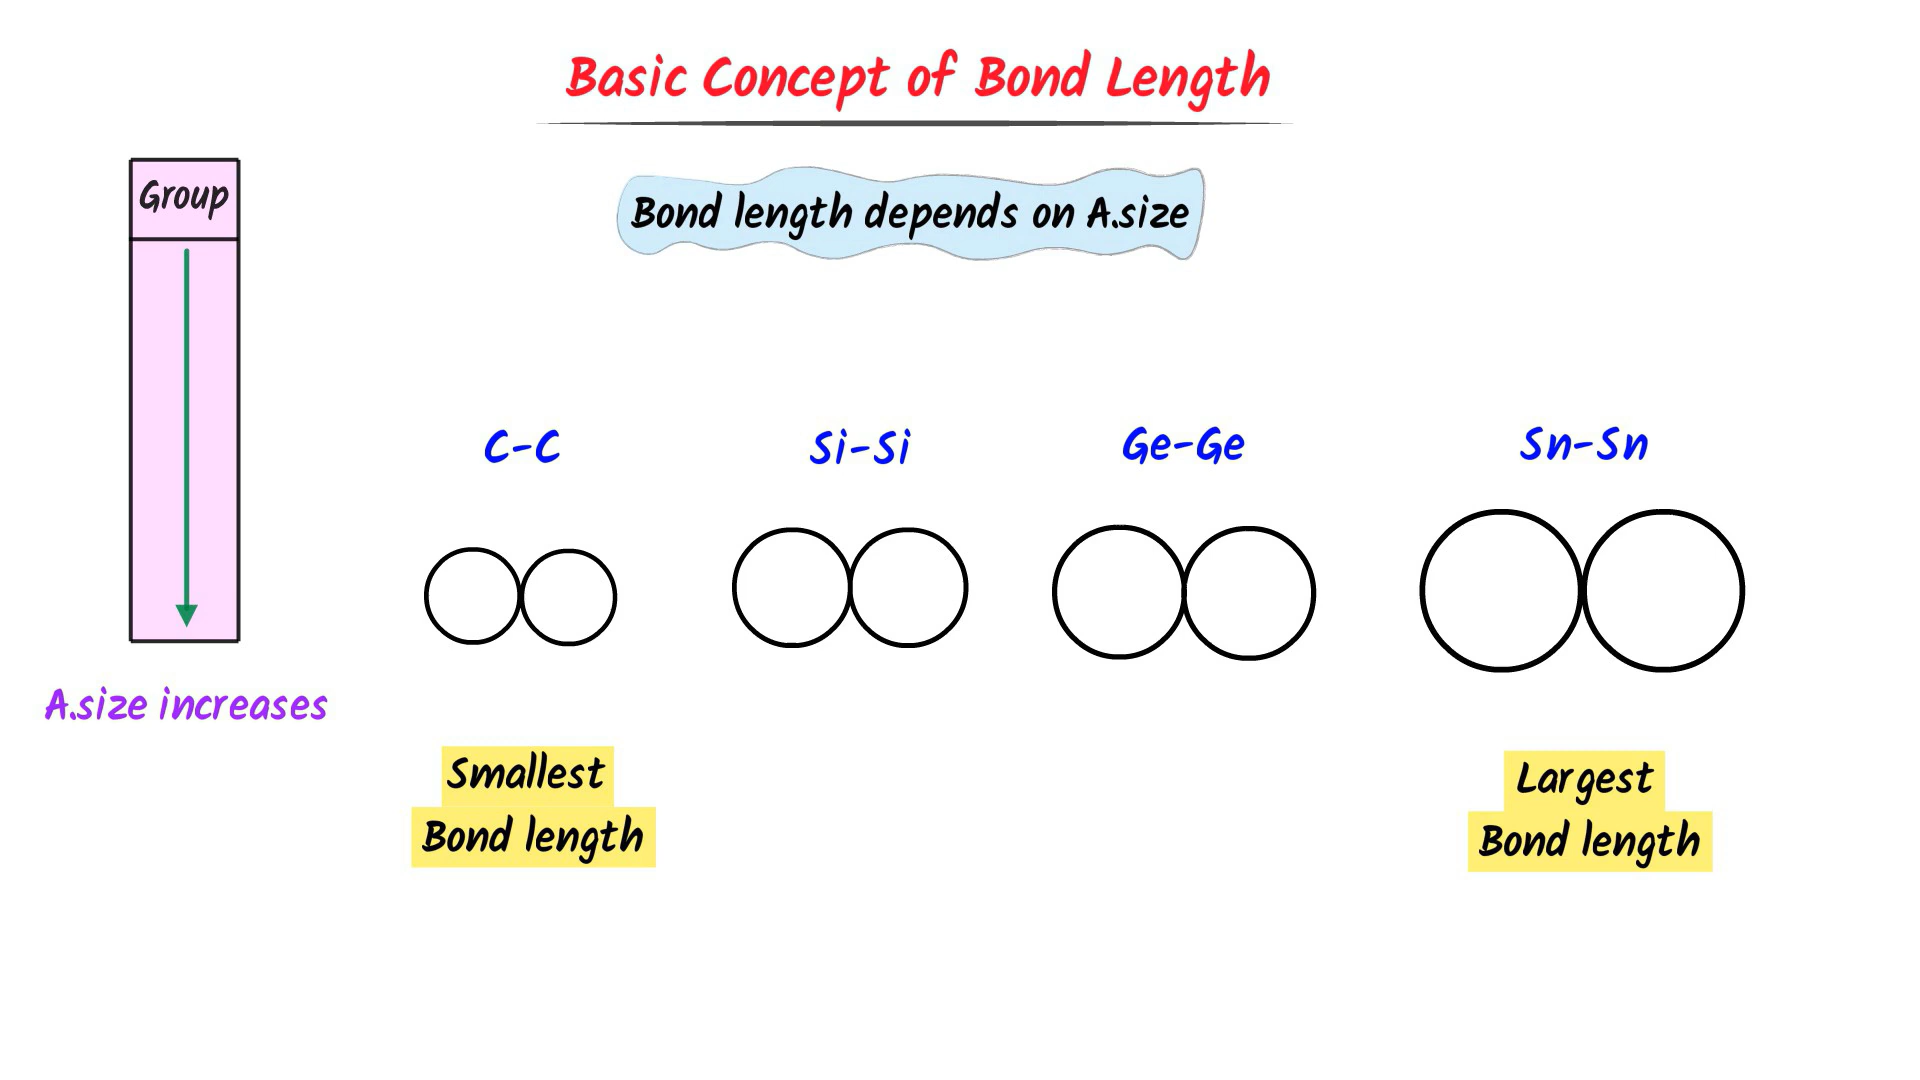 Basic Concept of Bond Length
Group
Bond length depends on A.size
C-C
Si-Si
Ge-Ge
Sn-Sn
A.size increases
Smallest
Bond length
Largest
Bond length